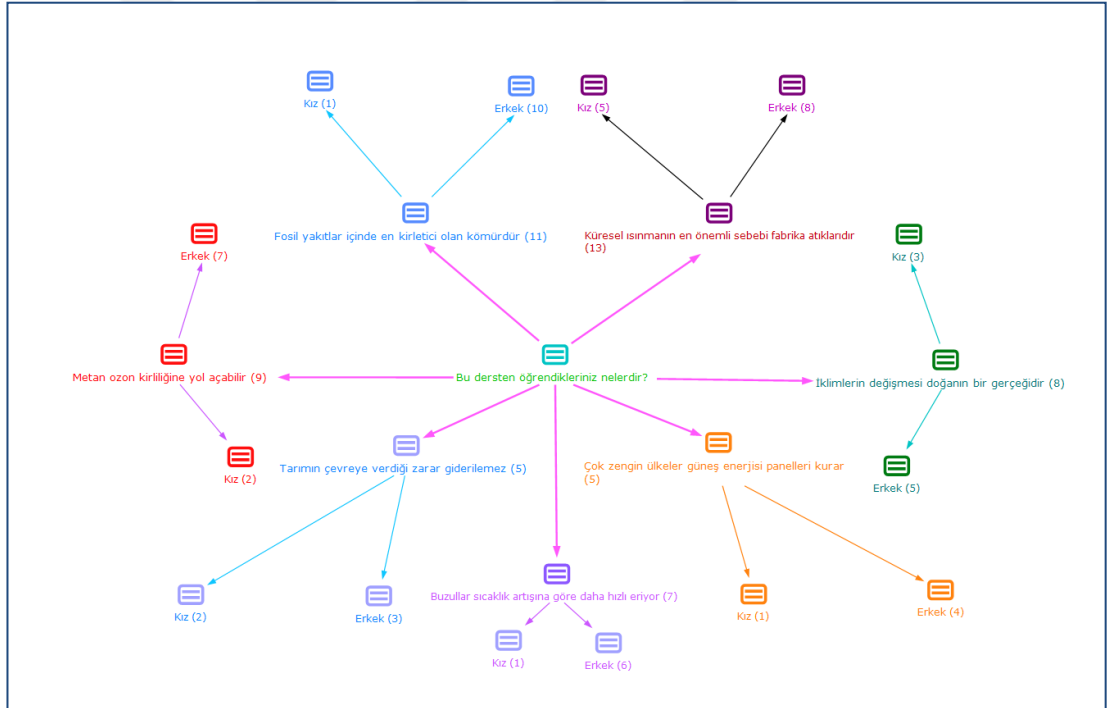 Kız (1)
Erkek (10)
Kız (5)
Erkek (8)
Fosil yakıtlar içinde en kirletici olan kömürdür (11)
Küresel ısınmanın en önemli sebebi fabrika atıklarıdır
(13)
Erkek (7)
Kız (3)
Metan ozon kirliliğine yol açabilir (9)
Bu dersten öğrendikleriniz nelerdir?
İklimlerin değişmesi doğanın bir gerçeğidir (8)
Kız (2)
Tarımın çevreye verdiği zarar giderilemez (5)
Çok zengin ülkeler güneş enerjisi panelleri kurar
(5)
Erkek (5)
Kız (2)
Erkek (3)
Buzullar sıcaklık artışına göre daha hızlı eriyor (7)
Kız (1)
Erkek (4)
Kız (1)
Erkek (6)